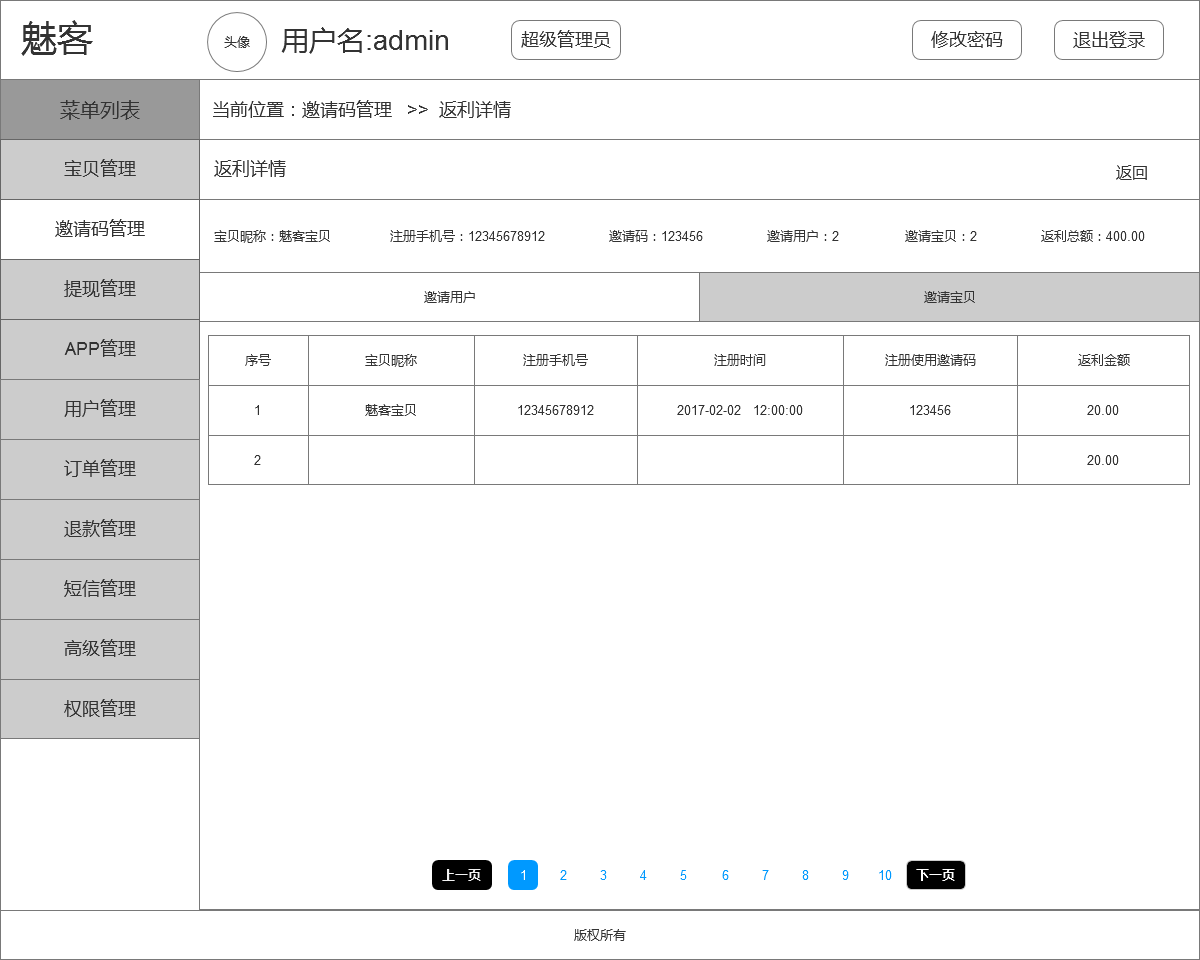 魅客
头像
用户名:admin
超级管理员
修改密码
退出登录
菜单列表
宝贝管理
邀请码管理
提现管理
APP管理
用户管理
订单管理
退款管理
短信管理
高级管理
权限管理
当前位置：邀请码管理 >> 返利详情
返利详情
返回
宝贝昵称：魅客宝贝 注册手机号：12345678912 邀请码：123456 邀请用户：2 邀请宝贝：2 返利总额：400.00
邀请用户 邀请宝贝
序号 宝贝昵称 注册手机号 注册时间 注册使用邀请码 返利金额
1 魅客宝贝 12345678912 2017-02-02 12:00:00 123456 20.00
2 20.00
上一页 1 2 3 4 5 6 7 8 9 10 下一页
版权所有